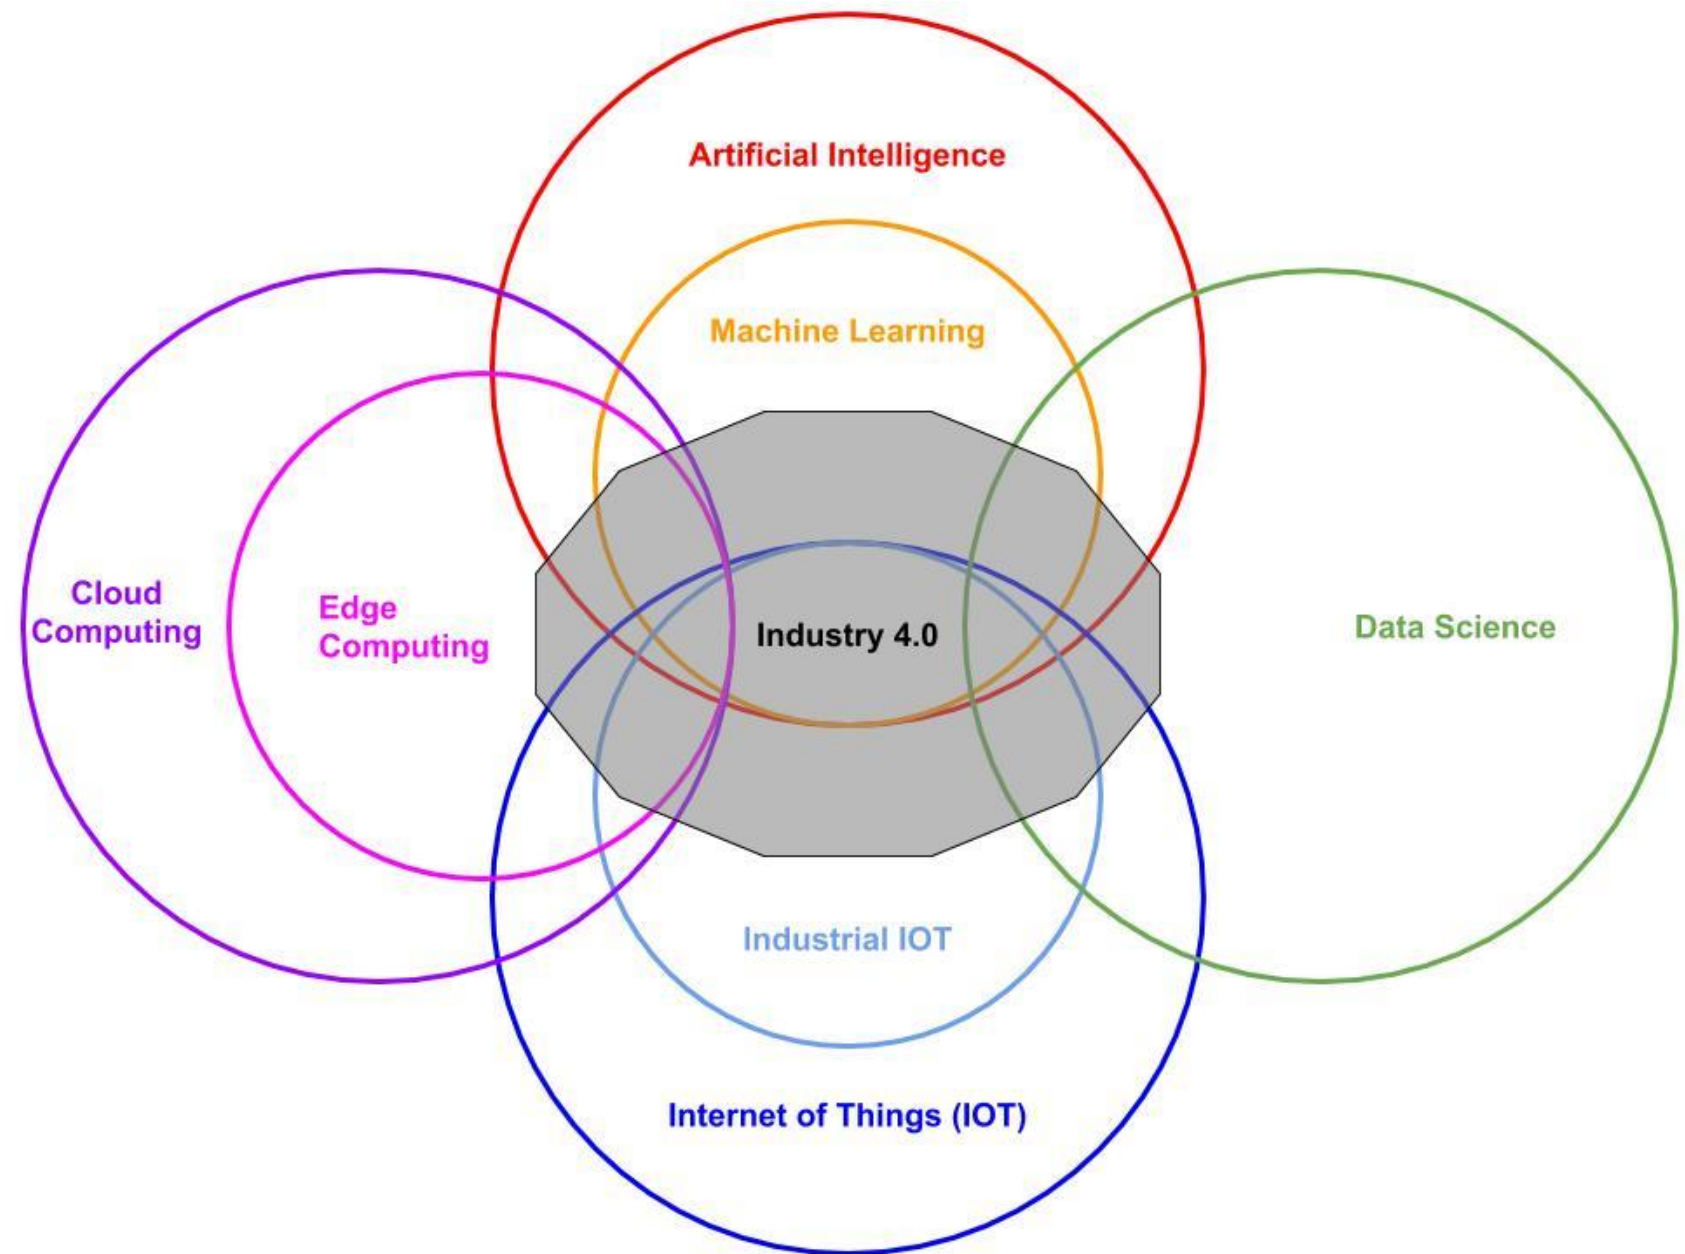 Artificial Intelligence
Machine Learning
Cloud
Computing
Edge
Computing
Industry 4.0
Data Science
Industrial IOT
Internet of Things (IOT)